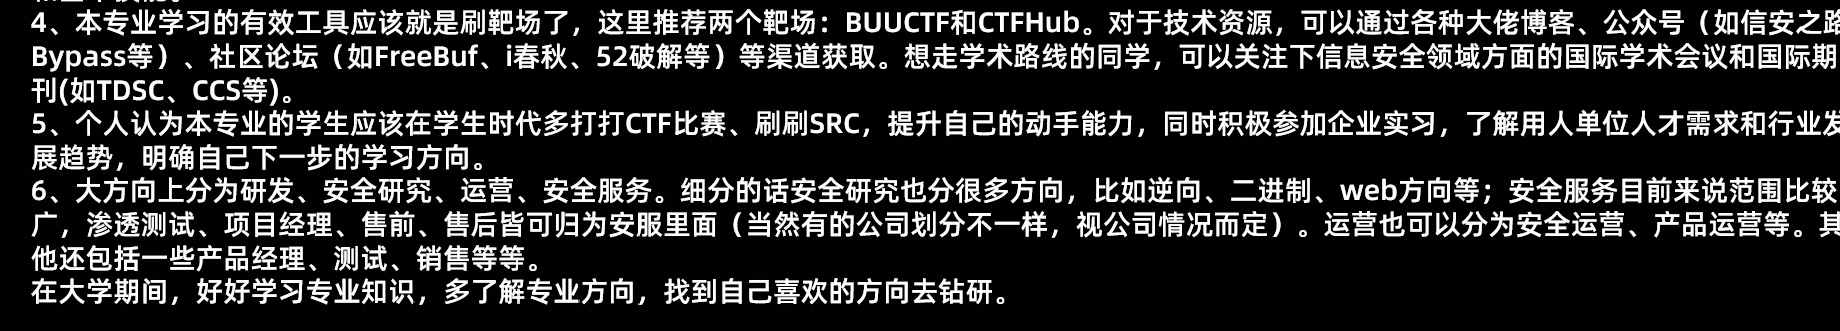 4、本专业学习的有效工具应该就是刷靶场了，这里推荐两个靶场：BUUCTF和CTFHub。对于技术资源，可以通过各种大佬博客、公众号（如信安之路
Bypass等）、社区论坛（如FreeBuf、i春秋、52破解等）等渠道获取。想走学术路线的同学，可以关注下信息安全领域方面的国际学术会议和国际期
刊(如TDSC、CCS等)。
5、个人认为本专业的学生应该在学生时代多打打CTF比赛、刷刷SRC，提升自己的动手能力，同时积极参加企业实习，了解用人单位人才需求和行业发
展趋势，明确自己下一步的学习方向。
6、大方向上分为研发、安全研究、运营、安全服务。细分的话安全研究也分很多方向，比如逆向、二进制、web方向等；安全服务目前来说范围比较
广，渗透测试、项目经理、售前、售后皆可归为安服里面（当然有的公司划分不一样，视公司情况而定）。运营也可以分为安全运营、产品运营等。其
他还包括一些产品经理、测试、销售等等。
在大学期间，好好学习专业知识，多了解专业方向，找到自己喜欢的方向去钻研。